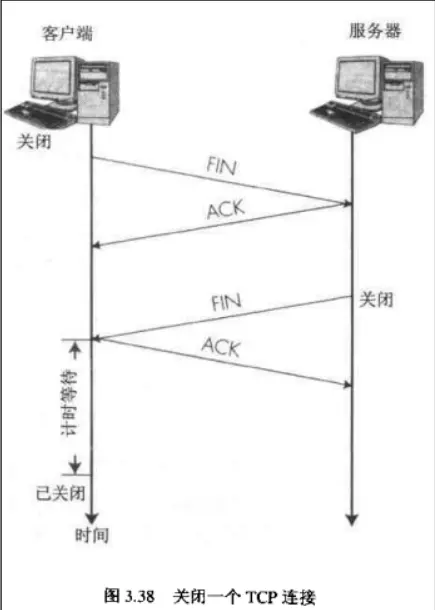 客户端
服务器
关闭
FIN
ACK
FIN
关闭
ACK
计时等待
已关闭
时间
图 3.38 关闭一个 TCP 连接